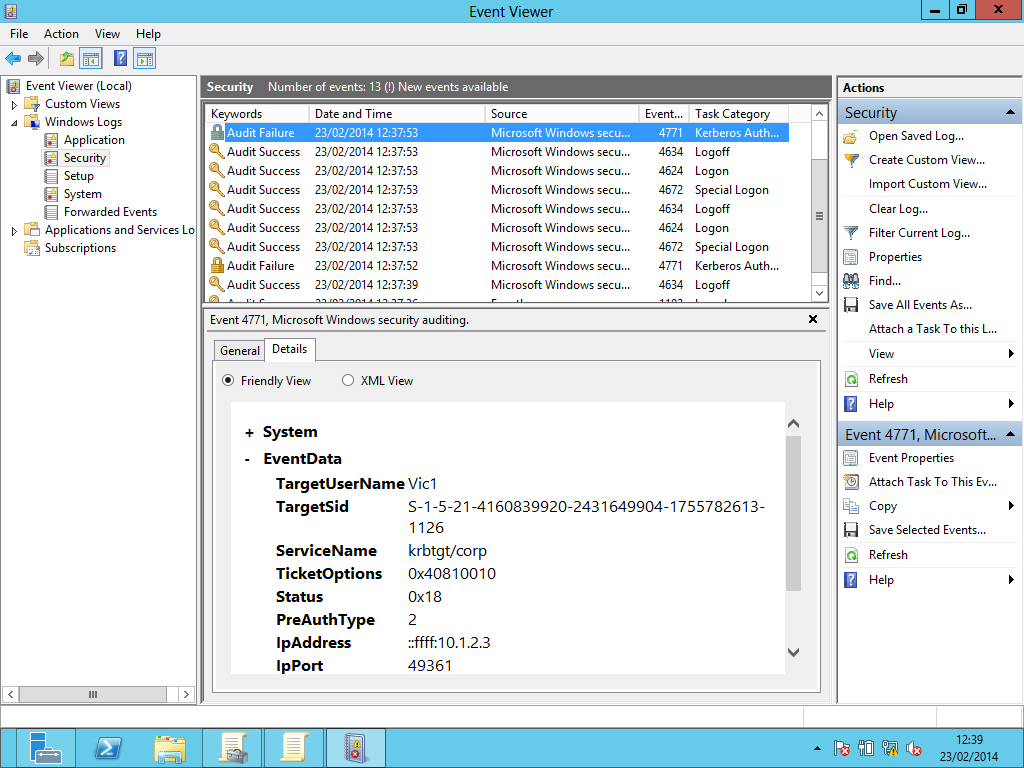 Event Viewer
File Action View Help
Event Viewer (Local)
Custom Views
Windows Logs
Application
Security
Setup
System
Forwarded Events
Applications and Services Lo
Subscriptions
Security Number of events: 13 (!) New events available
Keywords Date and Time Source Event... Task Category
Audit Failure 23/02/2014 12:37:53 Microsoft Windows secu... 4771 Kerberos Auth...
Audit Success 23/02/2014 12:37:53 Microsoft Windows secu... 4634 Logoff
Audit Success 23/02/2014 12:37:53 Microsoft Windows secu... 4624 Logon
Audit Success 23/02/2014 12:37:53 Microsoft Windows secu... 4672 Special Logon
Audit Success 23/02/2014 12:37:53 Microsoft Windows secu... 4634 Logoff
Audit Success 23/02/2014 12:37:53 Microsoft Windows secu... 4624 Logon
Audit Success 23/02/2014 12:37:53 Microsoft Windows secu... 4672 Special Logon
Audit Failure 23/02/2014 12:37:52 Microsoft Windows secu... 4771 Kerberos Auth...
Audit Success 23/02/2014 12:37:39 Microsoft Windows secu... 4634 Logoff
Event 4771, Microsoft Windows security auditing.
General Details
Friendly View XML View
+ System
- EventData
TargetUserName Vic1
TargetSid S-1-5-21-4160839920-2431649904-1755782613-
1126
ServiceName krbtgt/corp
TicketOptions 0x40810010
Status 0x18
PreAuthType 2
IpAddress ::ffff:10.1.2.3
IpPort 49361
Actions
Security
Open Saved Log...
Create Custom View...
Import Custom View...
Clear Log...
Filter Current Log...
Properties
Find...
Save All Events As...
Attach a Task To this L...
View
Refresh
Help
Event 4771, Microsoft...
Event Properties
Attach Task To This Ev...
Copy
Save Selected Events...
Refresh
Help
12:39
23/02/2014